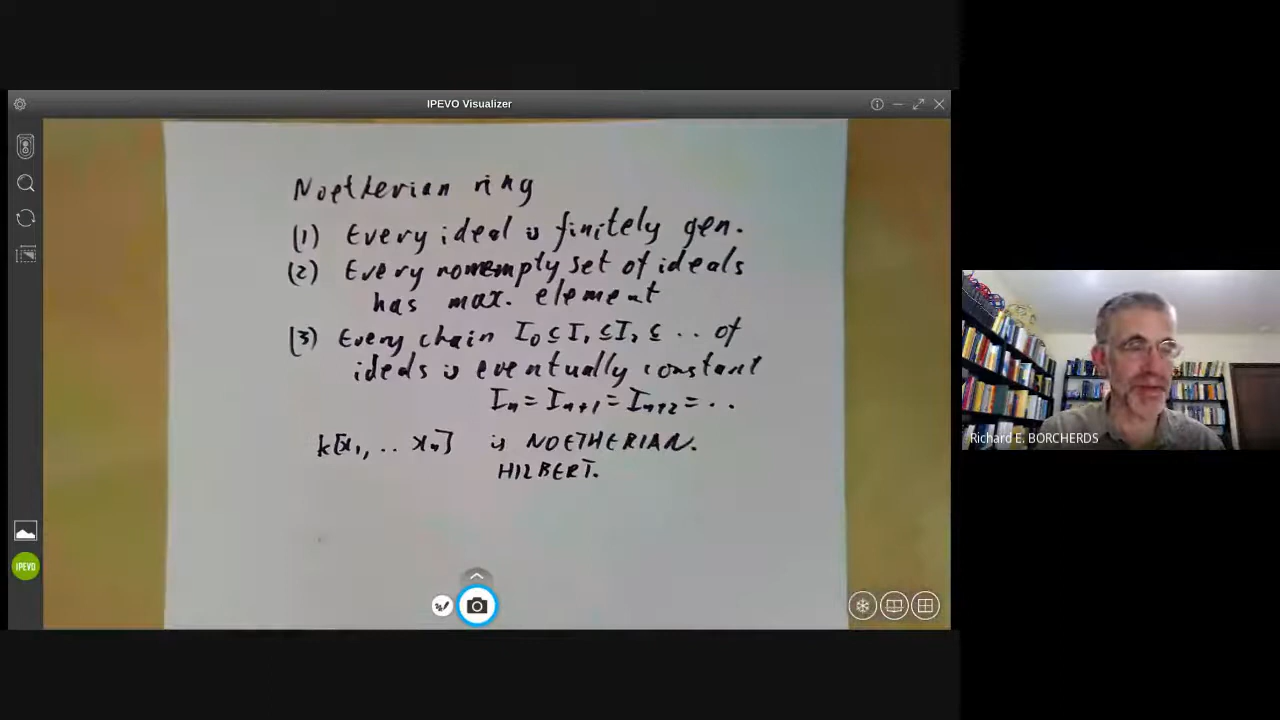 IPEVO Visualizer
Noetherian ring
(1) Every ideal is finitely gen.
(2) Every nonempty set of ideals
has max. element
(3) Every chain I₀ ⊆ I₁ ⊆ I₂ ⊆ .. of
ideals is eventually constant
Iₙ = Iₙ₊₁ = Iₙ₊₂ = ..
k[x₁, .. xₙ] is NOETHERIAN.
HILBERT.
Richard E. BORCHERDS
IPEVO